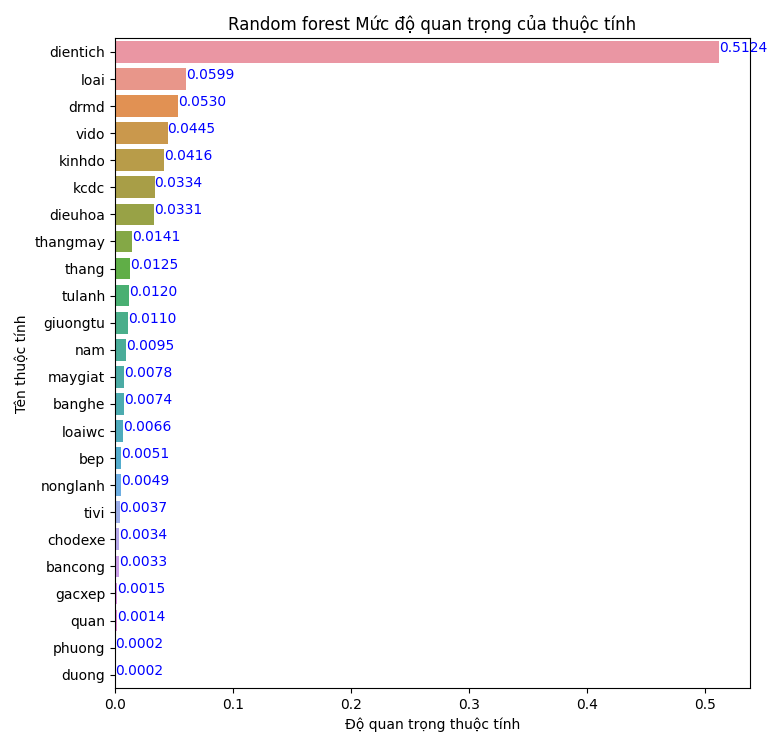 Random forest Mức độ quan trọng của thuộc tính
dientich 0.5124
loai 0.0599
drmd 0.0530
vido 0.0445
kinhdo 0.0416
kcdc 0.0334
dieuhoa 0.0331
thangmay 0.0141
thang 0.0125
tulanh 0.0120
giuongtu 0.0110
nam 0.0095
maygiat 0.0078
banghe 0.0074
loaiwc 0.0066
bep 0.0051
nonglanh 0.0049
tivi 0.0037
chodexe 0.0034
bancong 0.0033
gacxep 0.0015
quan 0.0014
phuong 0.0002
duong 0.0002
Tên thuộc tính
0.0 0.1 0.2 0.3 0.4 0.5
Độ quan trọng thuộc tính